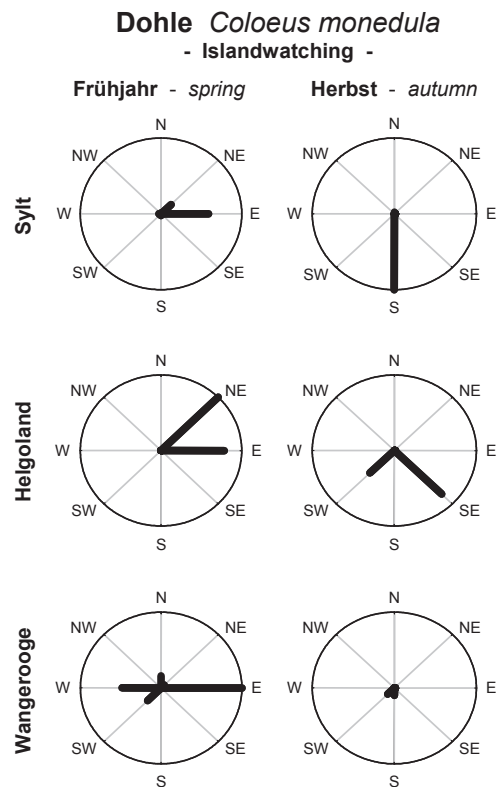 Dohle Coloeus monedula
- Islandwatching -
Frühjahr - spring
Herbst - autumn
Sylt
N
NW NE
W E
SW SE
S
N
NW NE
W E
SW SE
S
Helgoland
N
NW NE
W E
SW SE
S
N
NW NE
W E
SW SE
S
Wangerooge
N
NW NE
W E
SW SE
S
N
NW NE
W E
SW SE
S